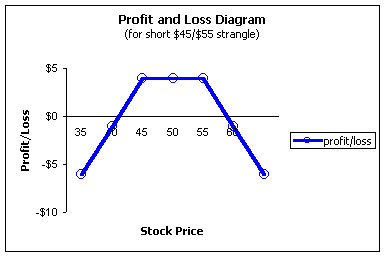 Profit and Loss Diagram
(for short $45/$55 strangle)
$5
$0
-$5
-$10
Profit/Loss
35 40 45 50 55 60
Stock Price
profit/loss